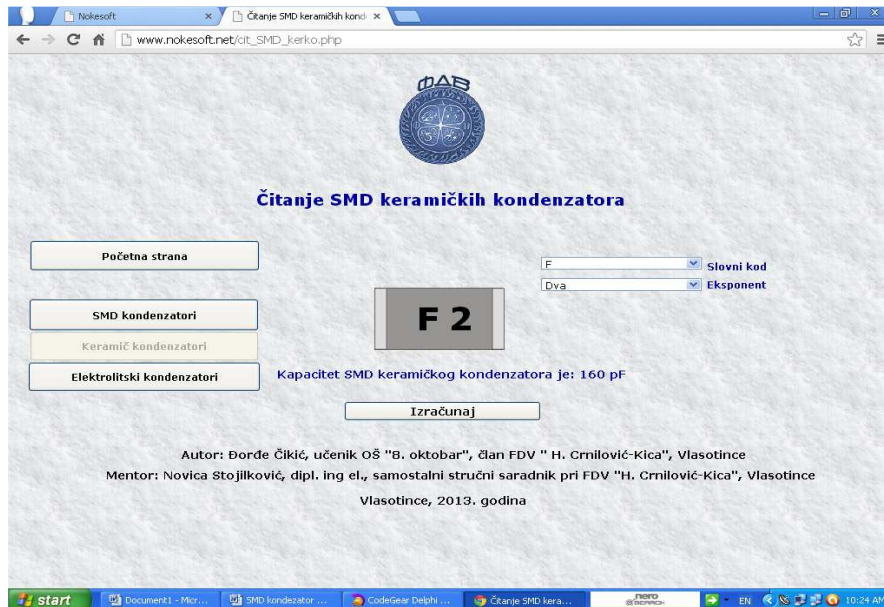 Nokesoft
Čitanje SMD keramičkih kond
www.nokesoft.net/cit_SMD_kerko.php
ФДВ
Čitanje SMD keramičkih kondenzatora
Početna strana
F
Slovni kod
Dva
Eksponent
SMD kondenzatori
F 2
Keramič kondenzatori
Elektrolitski kondenzatori
Kapacitet SMD keramičkog kondenzatora je: 160 pF
Izračunaj
Autor: Đorđe Čikić, učenik OŠ "8. oktobar", član FDV " H. Crnilović-Kica", Vlasotince
Mentor: Novica Stojilković, dipl. ing el., samostalni stručni saradnik pri FDV "H. Crnilović-Kica", Vlasotince
Vlasotince, 2013. godina
start
Document1 - Micr...
SMD kondezator ...
CodeGear Delphi ...
Čitanje SMD kera...
nero
SEARCH
EN
10:24 AM